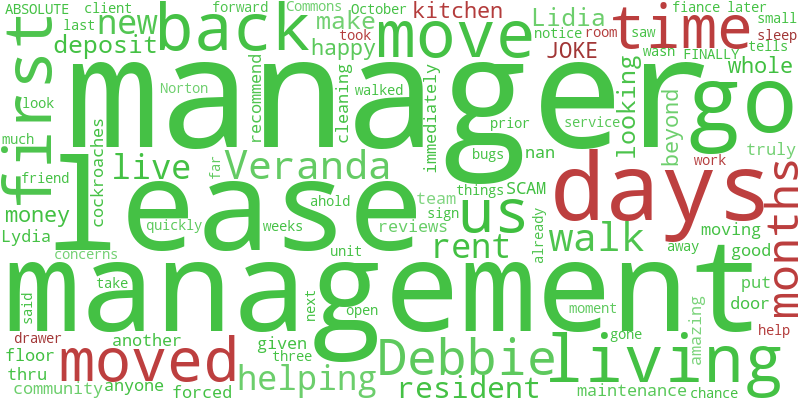 ABSOLUTE
last
client
forward
Commons
October
kitchen
fiance later
new
back
move
make
took
notice
Lidia
room
time
saw
small
sleep
tells
deposit
happy
JOKE
wash
FINALLY
whole
first
look
manager
go
Norton
recommend
cleaning
walked
immediately
looking
beyond
much
cockroaches
live
far
Veranda
prior
service
truly
bugs
nan
work
friend
lease
days
months
money
ahold
team
things
SCAM
us
Lydia
quickly
weeks
reviews
sign
already
walk
moving
concerns
unit
rent
away
good
management
said
take
next
open
moment
amazing
put
door
drawer
another
given
three
gone
help
floor
moved
Debbie
living
thru
helping
community
anyone
forced
resident
maintenance
chance